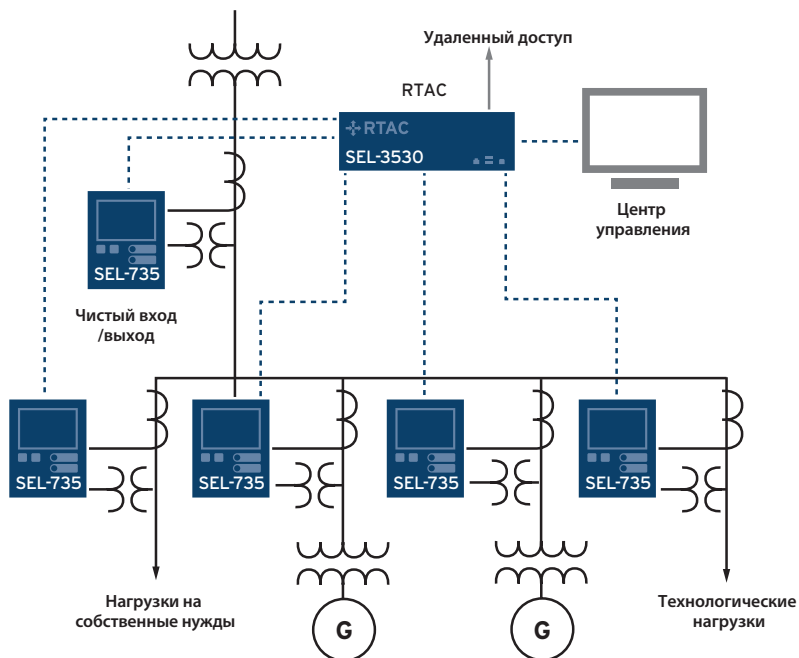 Удаленный доступ
RTAC
RTAC
SEL-3530
Центр
управления
SEL-735
Чистый вход
/выход
SEL-735
SEL-735
SEL-735
SEL-735
Нагрузки на
собственные нужды
G
G
Технологические
нагрузки